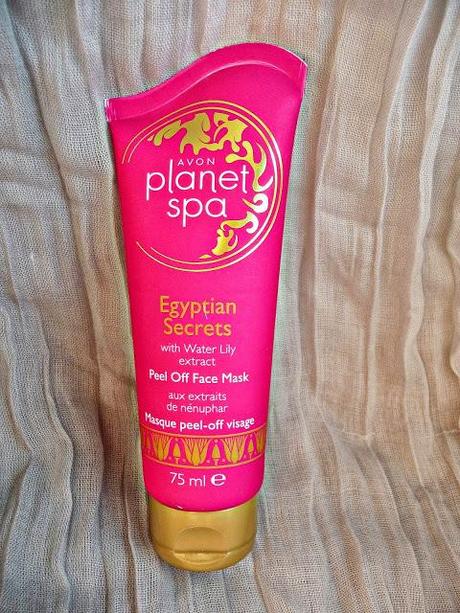 AVON
planet
spa
Egyptian
Secrets
with Water Lily
extract
Peel Off Face Mask
aux extraits
de nénuphar
Masque peel-off visage
75 ml ℮